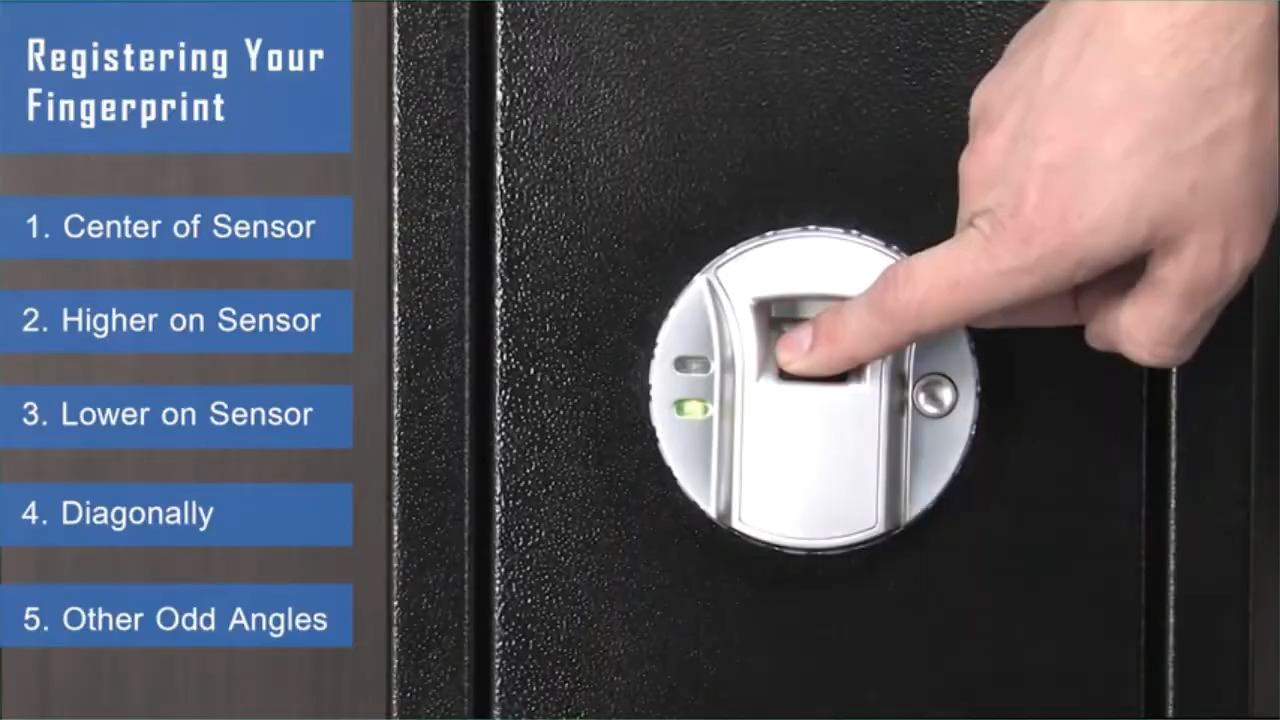 Registering Your
Fingerprint
1. Center of Sensor
2. Higher on Sensor
3. Lower on Sensor
4. Diagonally
5. Other Odd Angles